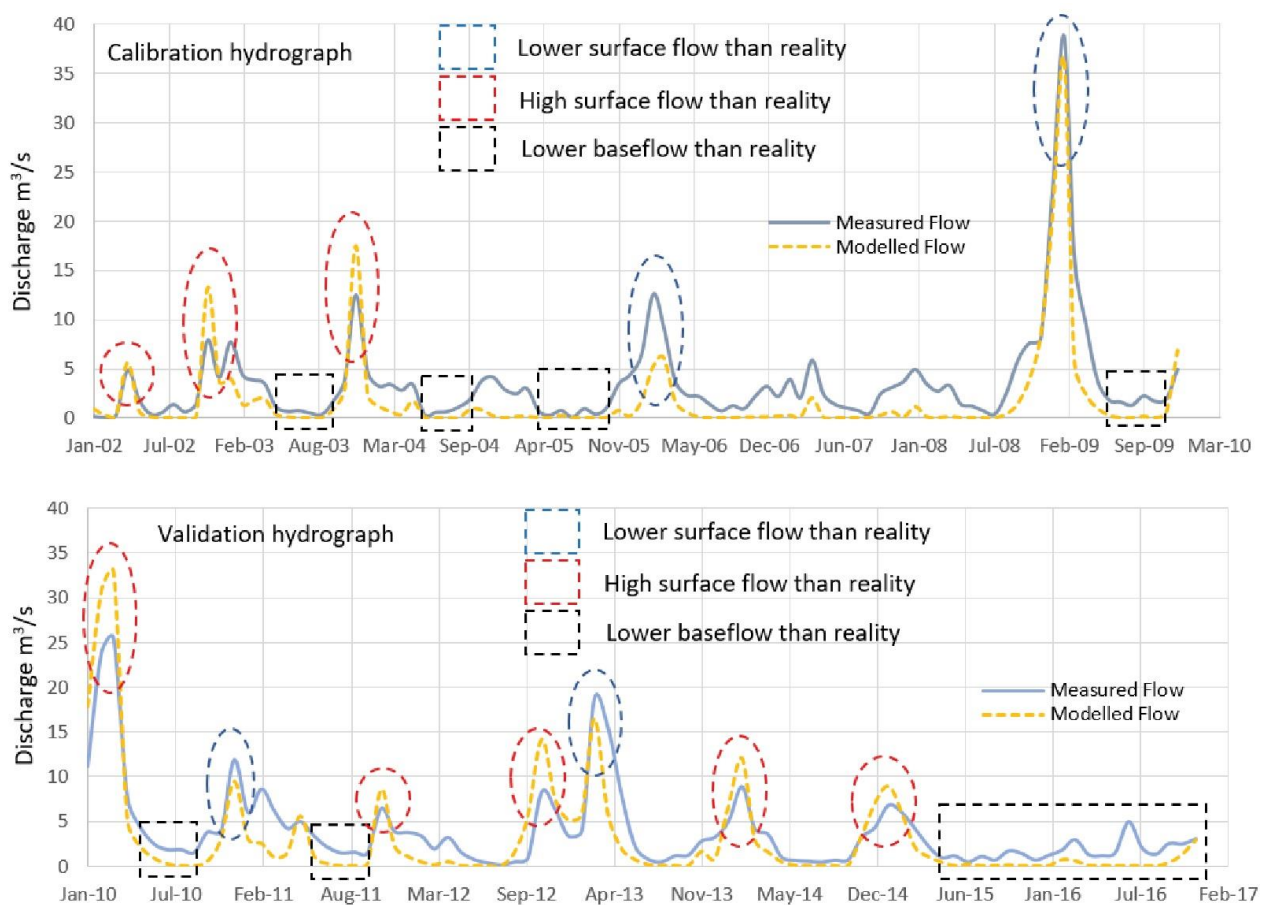 40
Calibration hydrograph
Lower surface flow than reality
35
High surface flow than reality
30
Lower baseflow than reality
25
20
Measured Flow
Modelled Flow
15
10
5
0
Discharge m³/s
Jan-02 Jul-02 Feb-03 Aug-03 Mar-04 Sep-04 Apr-05 Nov-05 May-06 Dec-06 Jun-07 Jan-08 Jul-08 Feb-09 Sep-09 Mar-10
40
Validation hydrograph
Lower surface flow than reality
35
High surface flow than reality
30
Lower baseflow than reality
25
20
Measured Flow
Modelled Flow
15
10
5
0
Discharge m³/s
Jan-10 Jul-10 Feb-11 Aug-11 Mar-12 Sep-12 Apr-13 Nov-13 May-14 Dec-14 Jun-15 Jan-16 Jul-16 Feb-17